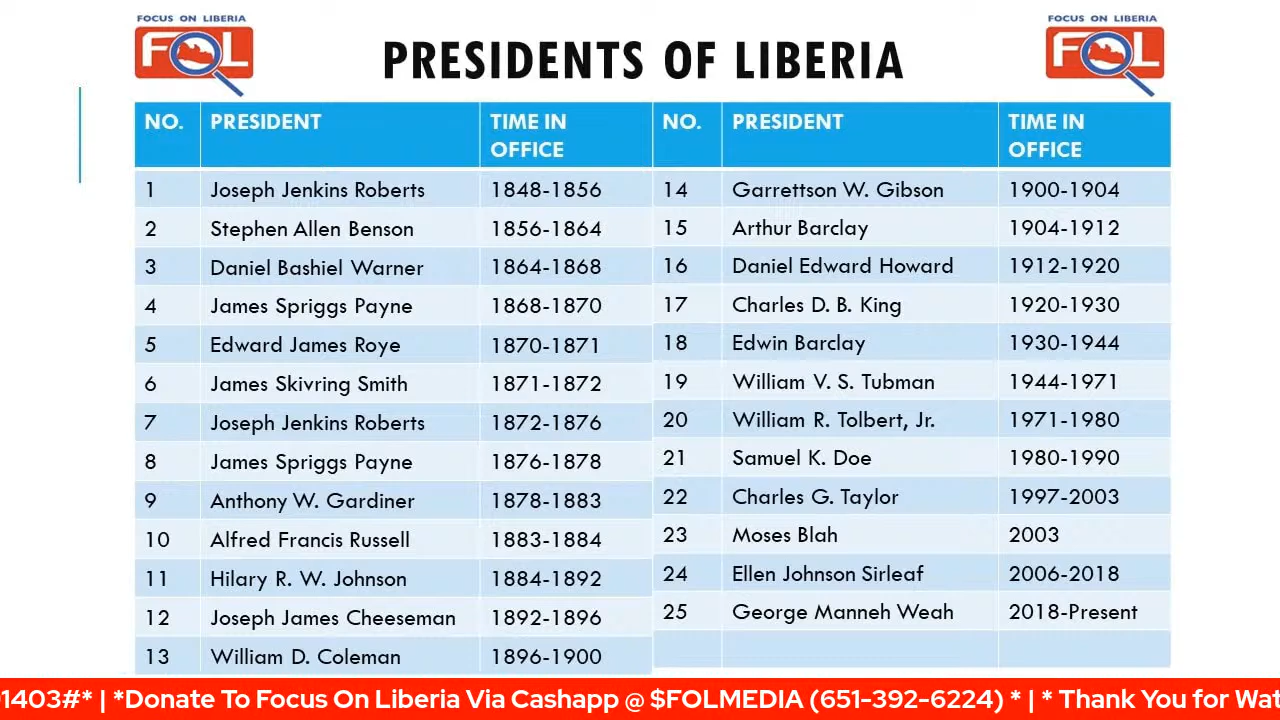 FOCUS ON LIBERIA
FOL
PRESIDENTS OF LIBERIA
FOCUS ON LIBERIA
FOL
NO. PRESIDENT TIME IN OFFICE NO. PRESIDENT TIME IN OFFICE
1 Joseph Jenkins Roberts 1848-1856 14 Garrettson W. Gibson 1900-1904
2 Stephen Allen Benson 1856-1864 15 Arthur Barclay 1904-1912
3 Daniel Bashiel Warner 1864-1868 16 Daniel Edward Howard 1912-1920
4 James Spriggs Payne 1868-1870 17 Charles D. B. King 1920-1930
5 Edward James Roye 1870-1871 18 Edwin Barclay 1930-1944
6 James Skivring Smith 1871-1872 19 William V. S. Tubman 1944-1971
7 Joseph Jenkins Roberts 1872-1876 20 William R. Tolbert, Jr. 1971-1980
8 James Spriggs Payne 1876-1878 21 Samuel K. Doe 1980-1990
9 Anthony W. Gardiner 1878-1883 22 Charles G. Taylor 1997-2003
10 Alfred Francis Russell 1883-1884 23 Moses Blah 2003
11 Hilary R. W. Johnson 1884-1892 24 Ellen Johnson Sirleaf 2006-2018
12 Joseph James Cheeseman 1892-1896 25 George Manneh Weah 2018-Present
13 William D. Coleman 1896-1900
01403#* | *Donate To Focus On Liberia Via Cashapp @ $FOLMEDIA (651-392-6224) * | * Thank You for Wat